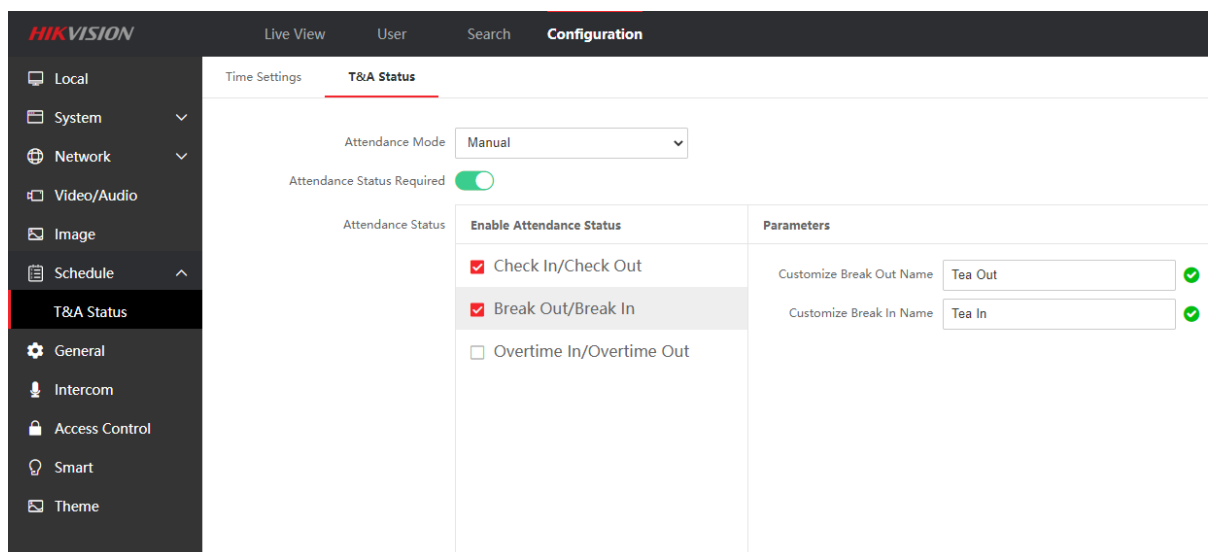 HIKVISION
Live View
User
Search
Configuration
Local
System
Network
Video/Audio
Image
Schedule
T&A Status
General
Intercom
Access Control
Smart
Theme
Time Settings
T&A Status
Attendance Mode
Manual
Attendance Status Required
Attendance Status
Enable Attendance Status
Parameters
Check In/Check Out
Break Out/Break In
Overtime In/Overtime Out
Customize Break Out Name
Tea Out
Customize Break In Name
Tea In